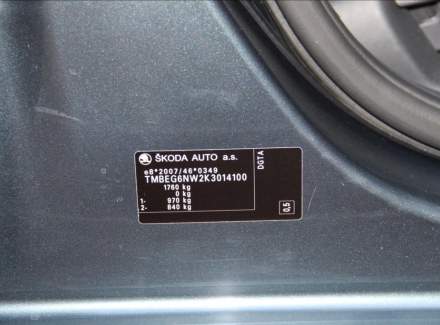 ŠKODA AUTO a.s.
e8*2007/46*0349
TMBEG6NW2K3014100
1760 kg
0 kg
1- 970 kg
2- 840 kg
DGTA
0,5